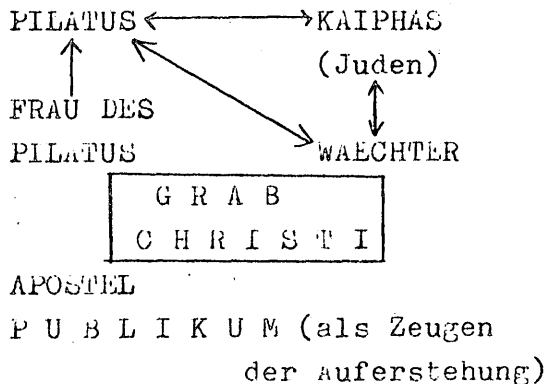 PILATUS KAIPHAS
(Juden)
FRAU DES
PILATUS WAECHTER
G R A B
C H R I S T I
APOSTEL
P U B L I K U M (als Zeugen
der Auferstehung)